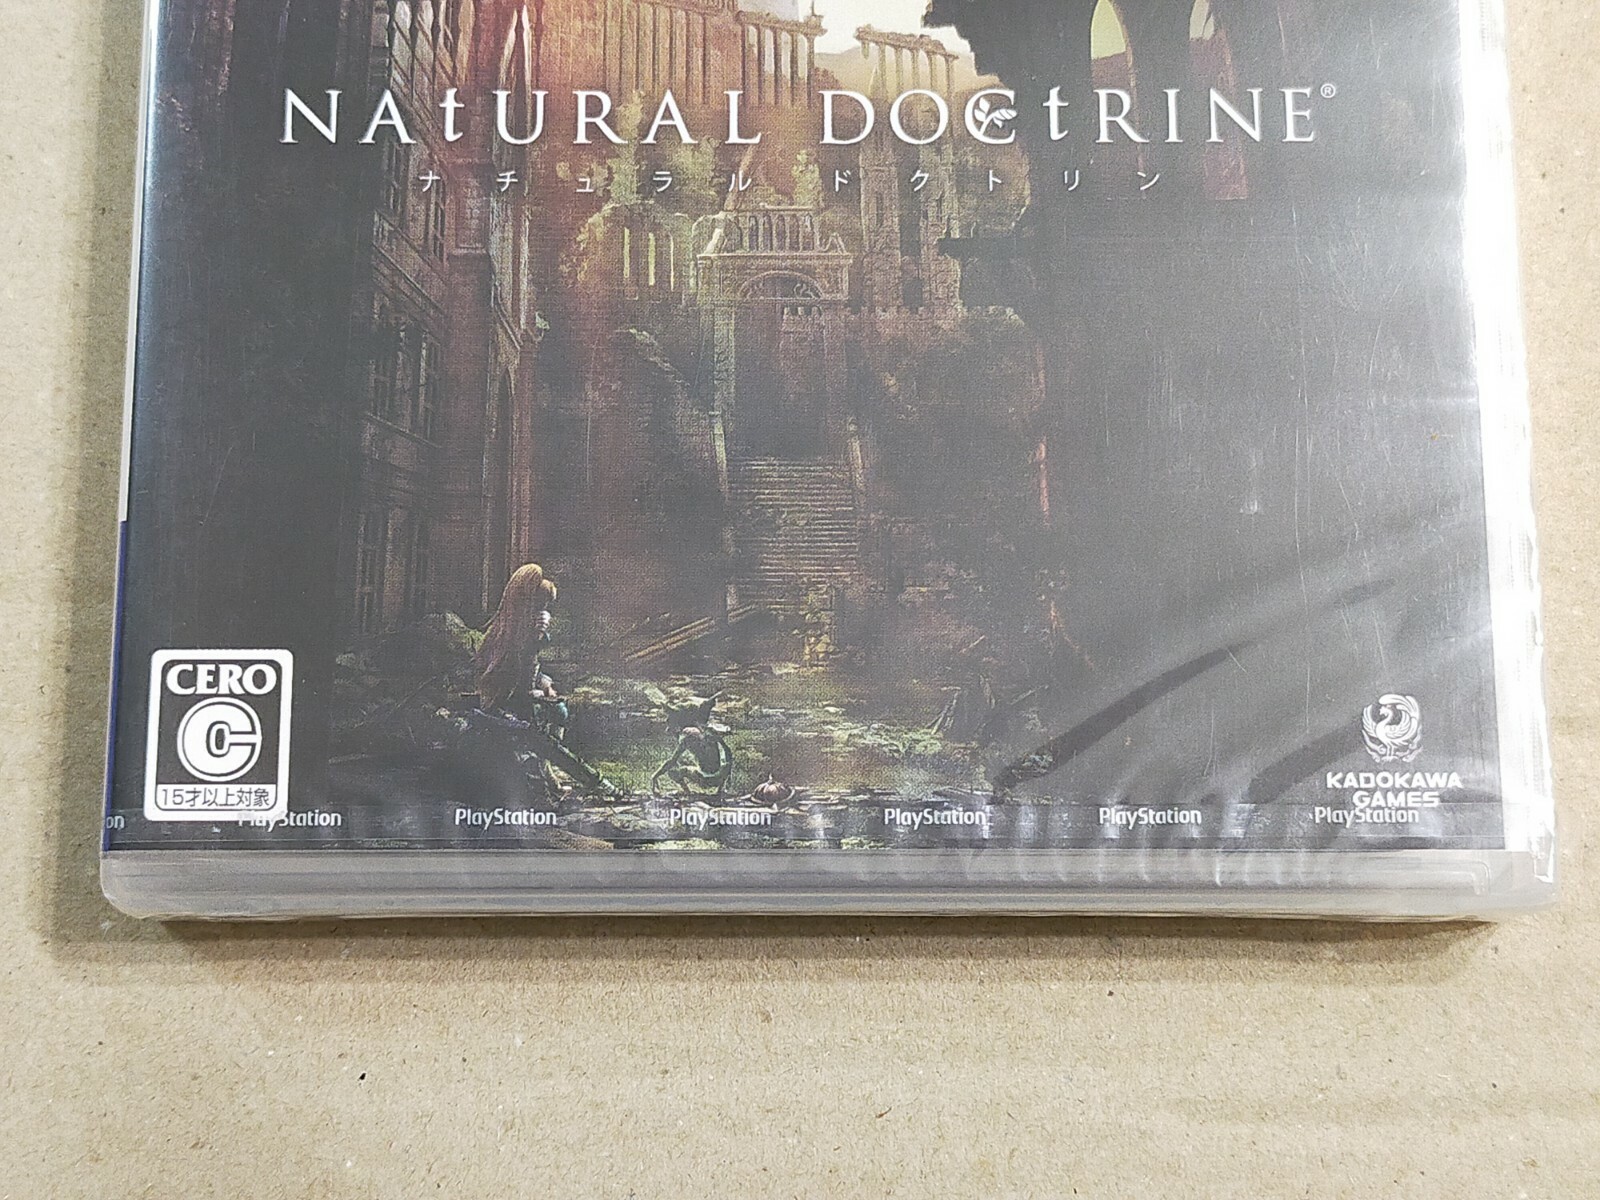 NAtURAL DOCtRINE®
ナチュラル ドクトリン
CERO
C
15才以上対象
KADOKAWA
GAMES
on PlayStation PlayStation PlayStation PlayStation PlayStation PlayStation